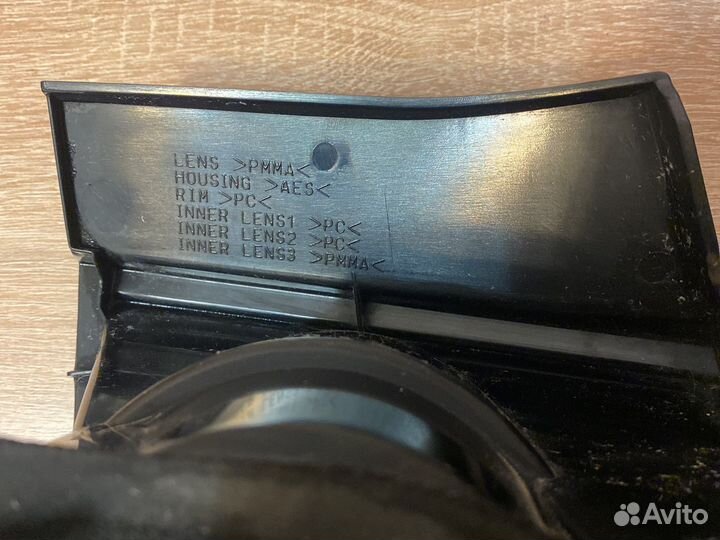 LENS >PMMA<
HOUSING >AES<
RIM >PC<
INNER LENS1 >PC<
INNER LENS2 >PC<
INNER LENS3 >PMMA<
Avito